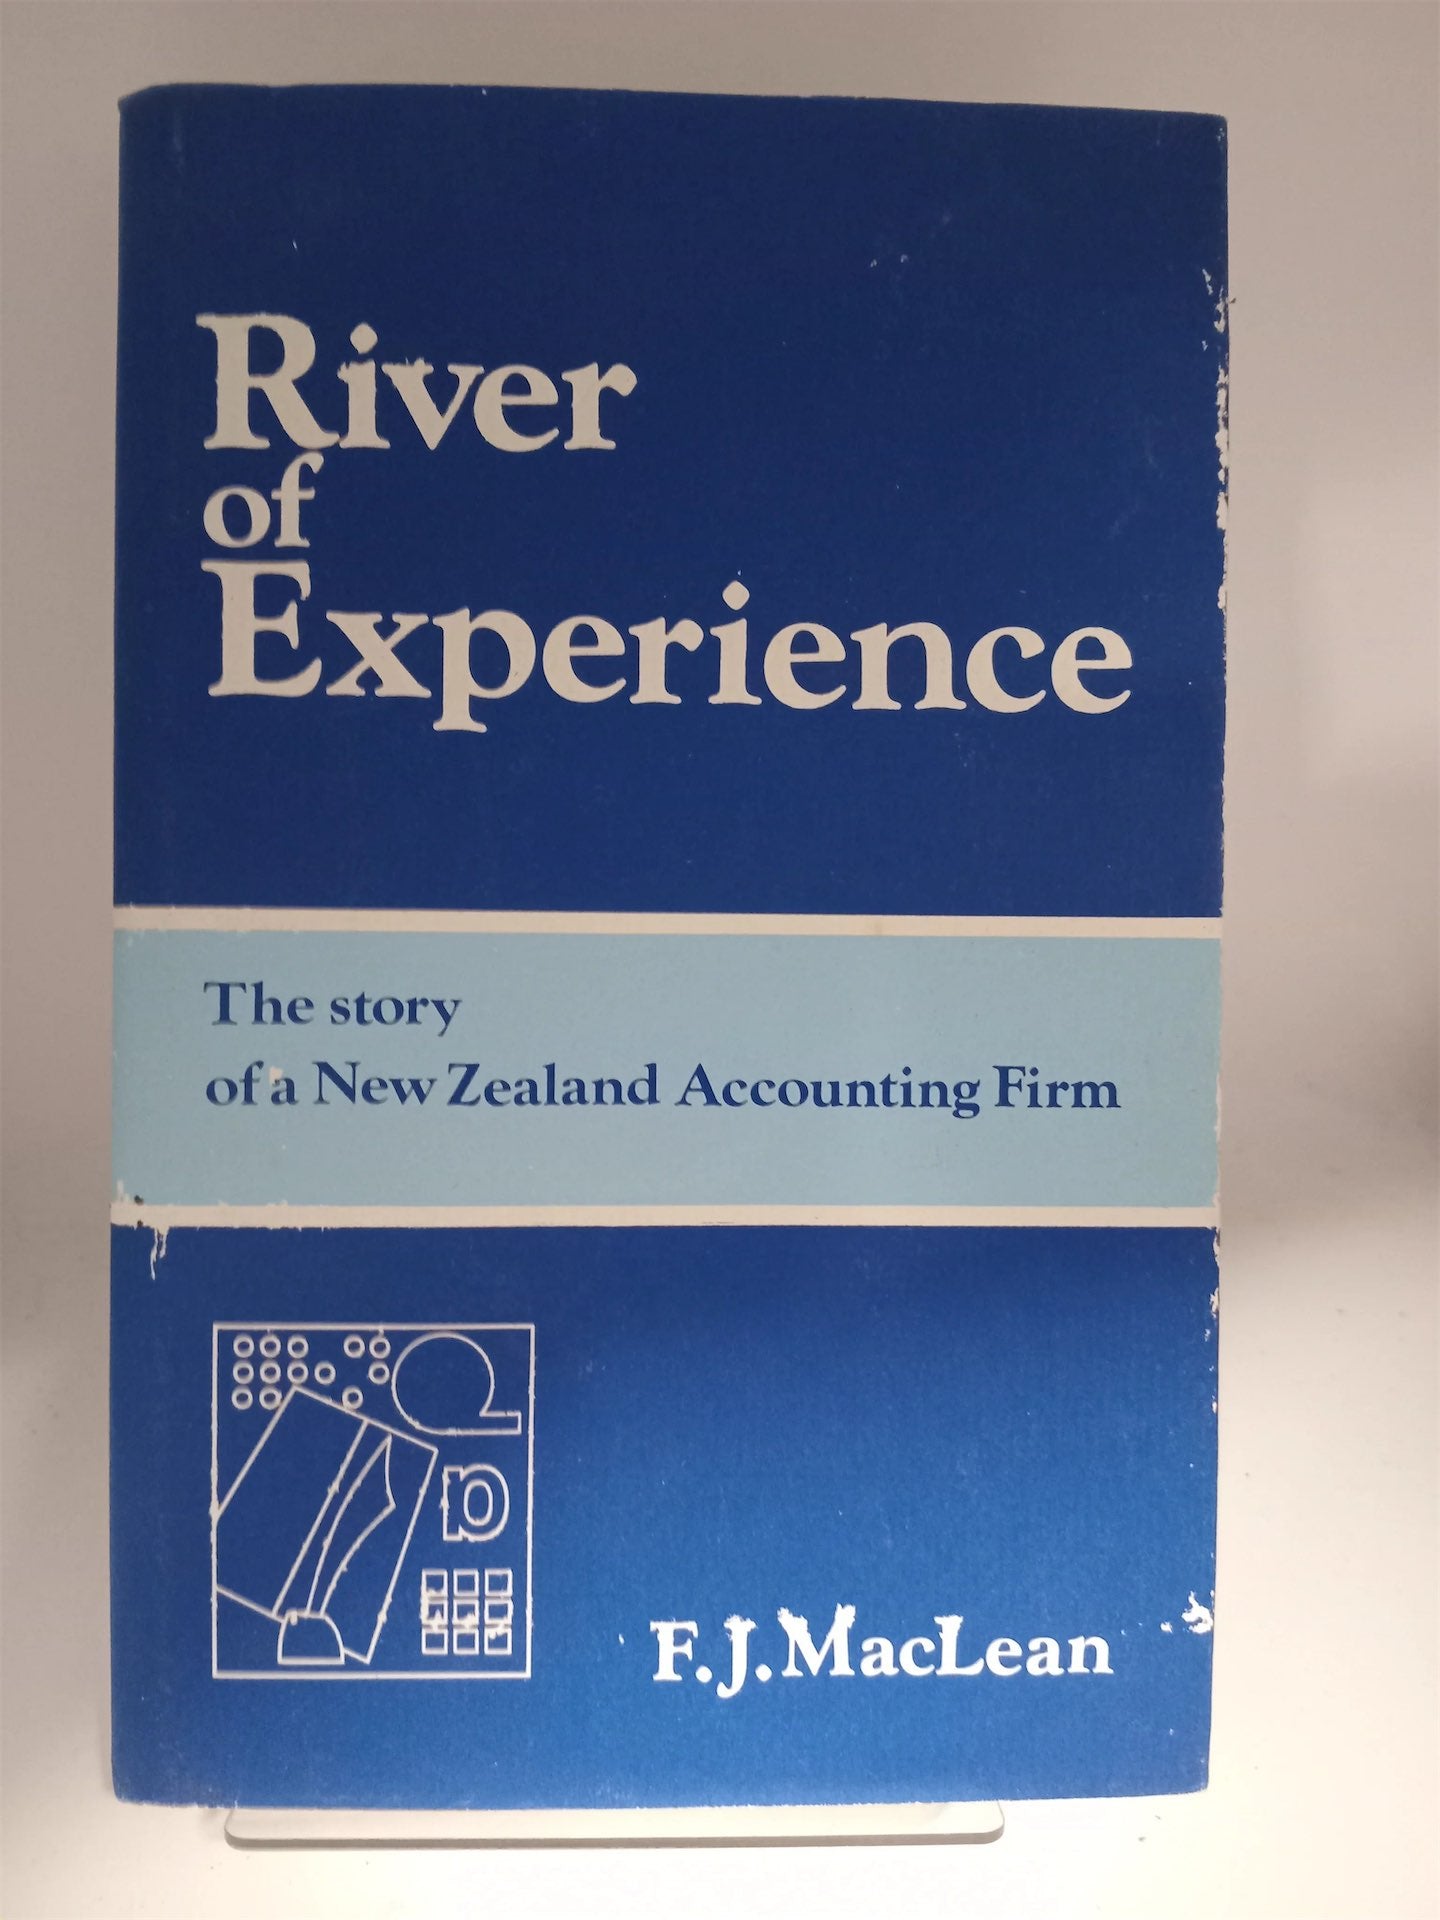 River
of
Experience
The story
of a New Zealand Accounting Firm
F.J. MacLean